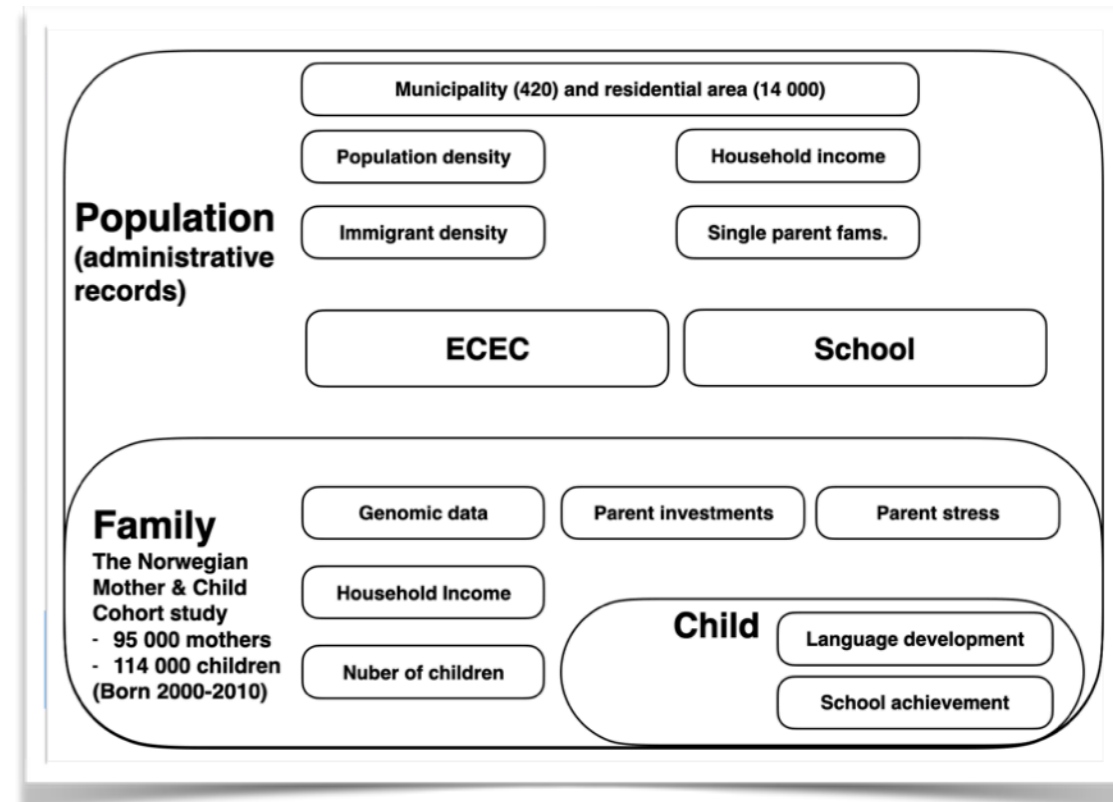 Municipality (420) and residential area (14 000)
Population density
Household income
Population
(administrative
records)
Immigrant density
Single parent fams.
ECEC
School
Family
The Norwegian
Mother & Child
Cohort study
- 95 000 mothers
- 114 000 children
(Born 2000-2010)
Genomic data
Parent investments
Parent stress
Household Income
Nuber of children
Child
Language development
School achievement